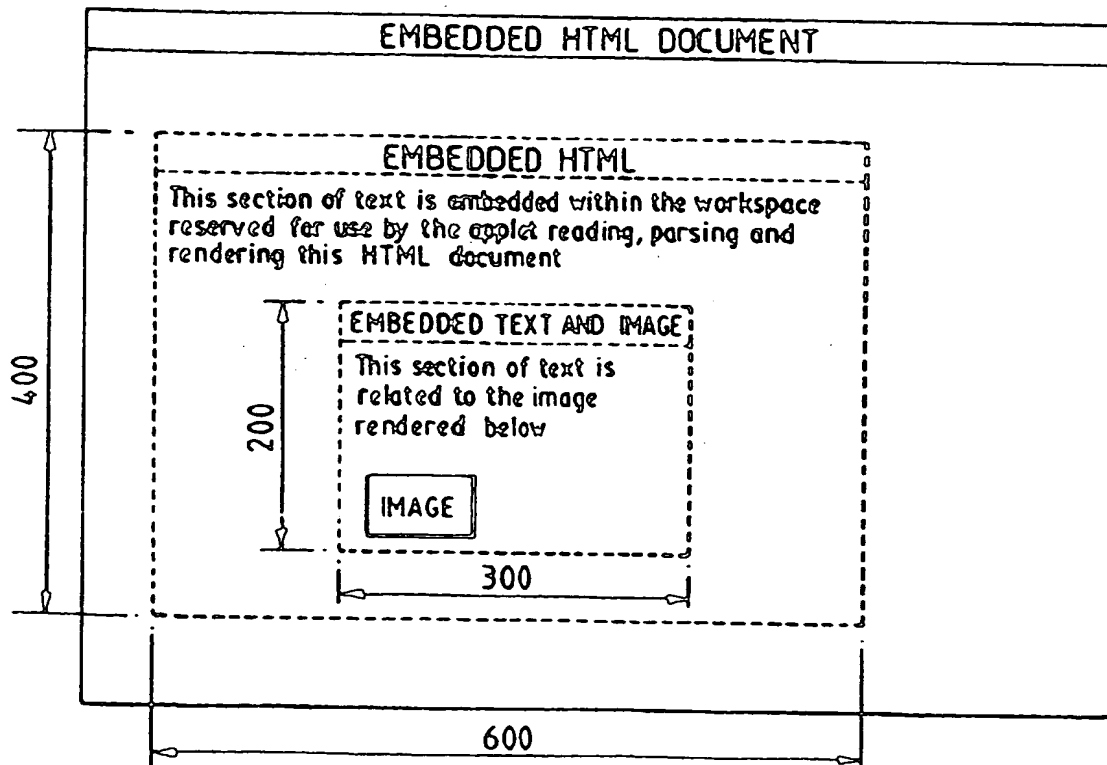 EMBEDDED HTML DOCUMENT
EMBEDDED HTML
This section of text is embedded within the workspace
reserved for use by the applet reading, parsing and
rendering this HTML document
EMBEDDED TEXT AND IMAGE
This section of text is
related to the image
rendered below
IMAGE
400
200
300
600